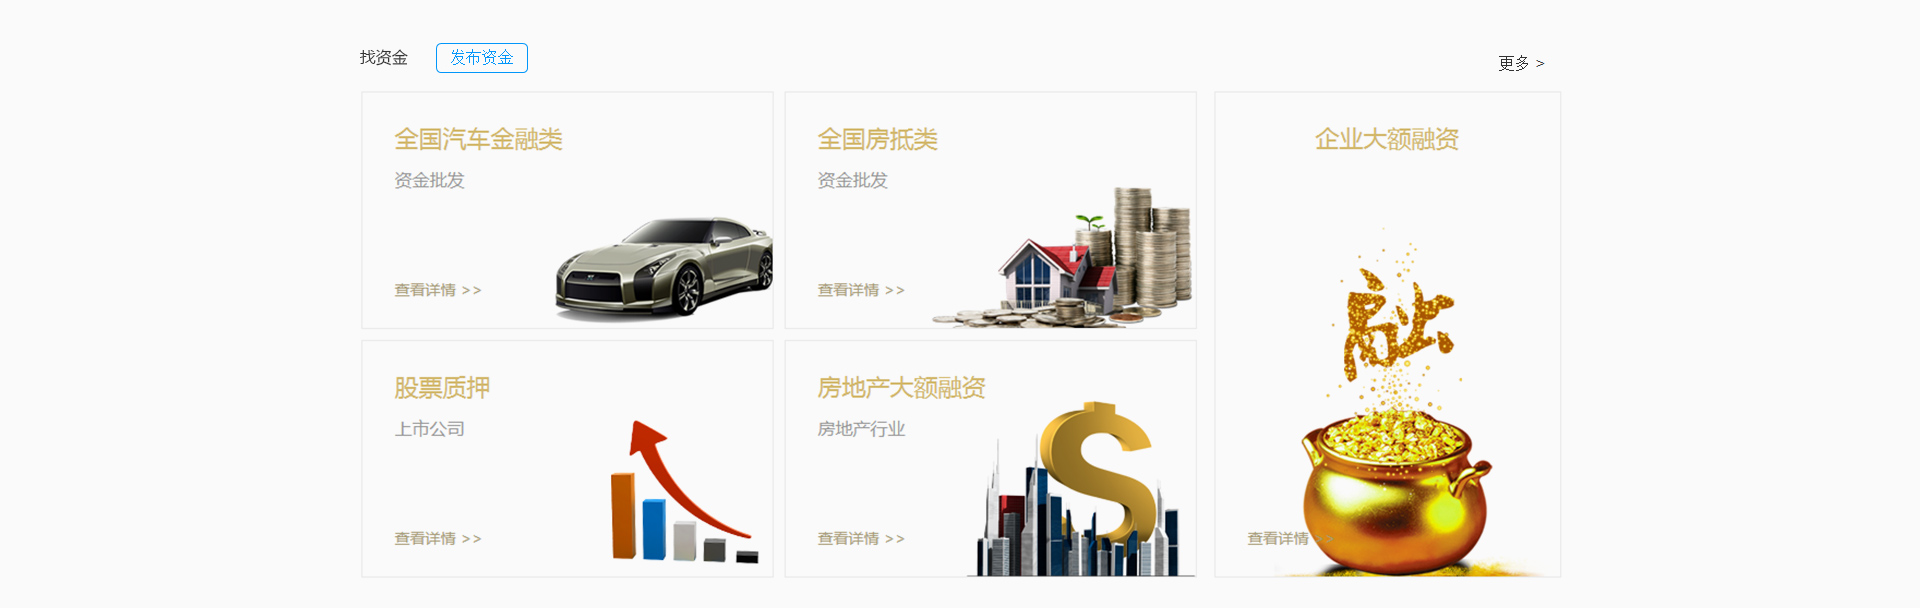 找资金
发布资金
更多 >
全国汽车金融类
资金批发
查看详情 >>
全国房抵类
资金批发
查看详情 >>
企业大额融资
融
查看详情 >>
股票质押
上市公司
查看详情 >>
房地产大额融资
房地产行业
查看详情 >>